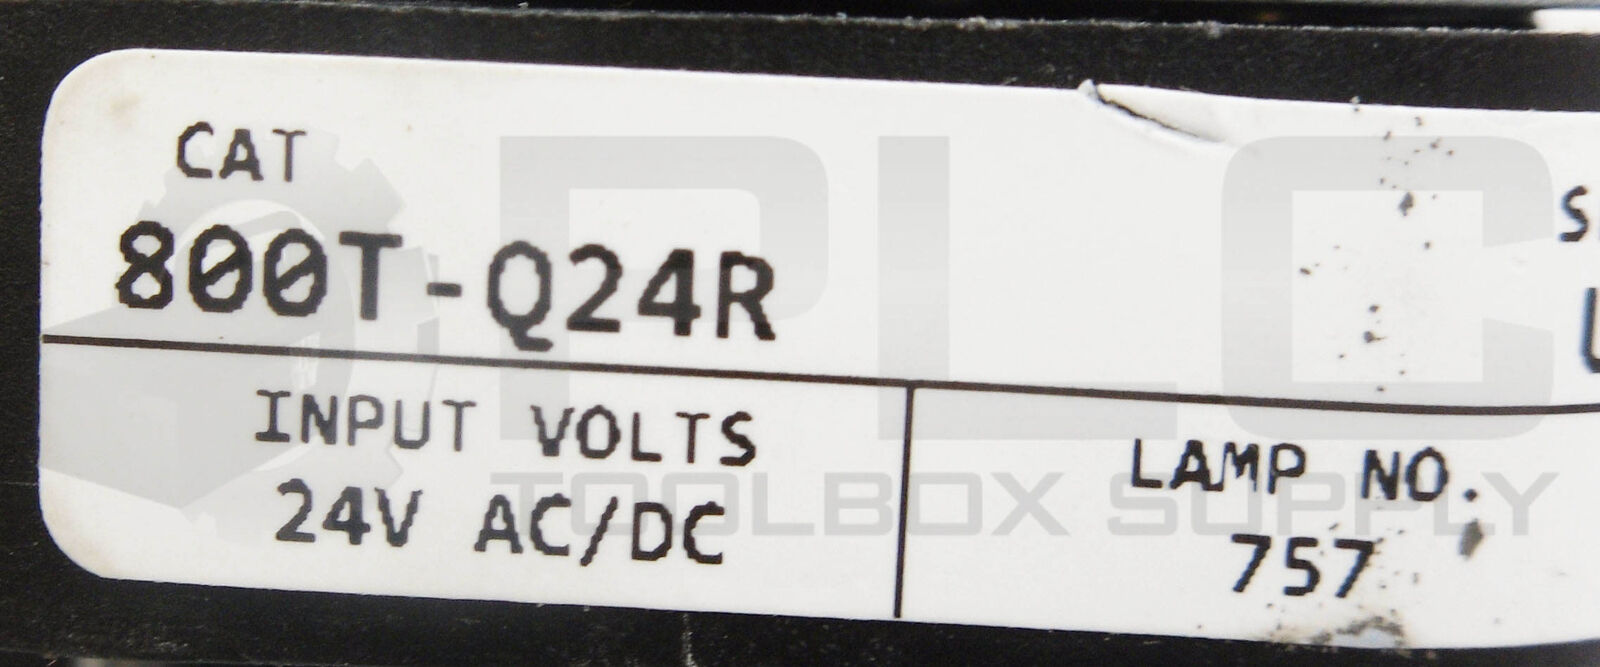 CAT
800T-Q24R
INPUT VOLTS
24V AC/DC
LAMP NO.
757
PLC
TOOLBOX SUPPLY